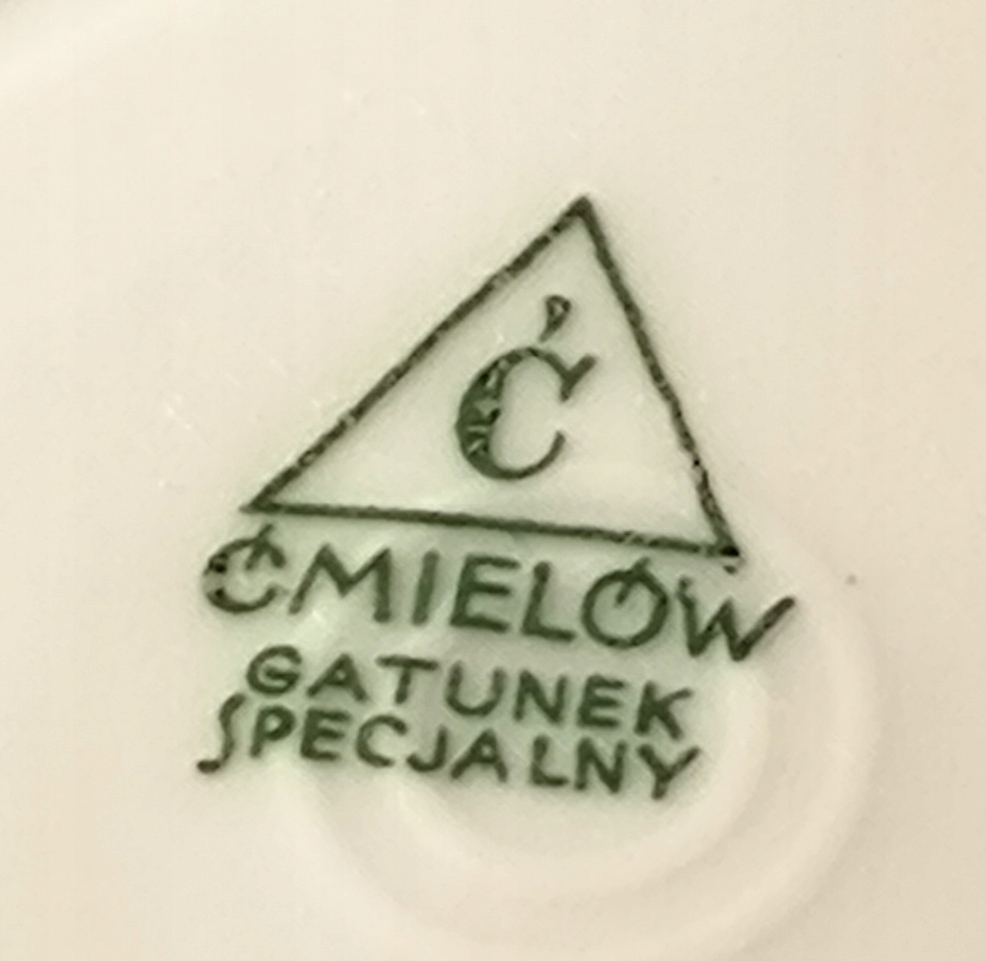 Ć
ĆMIELÓW
GATUNEK
SPECJALNY